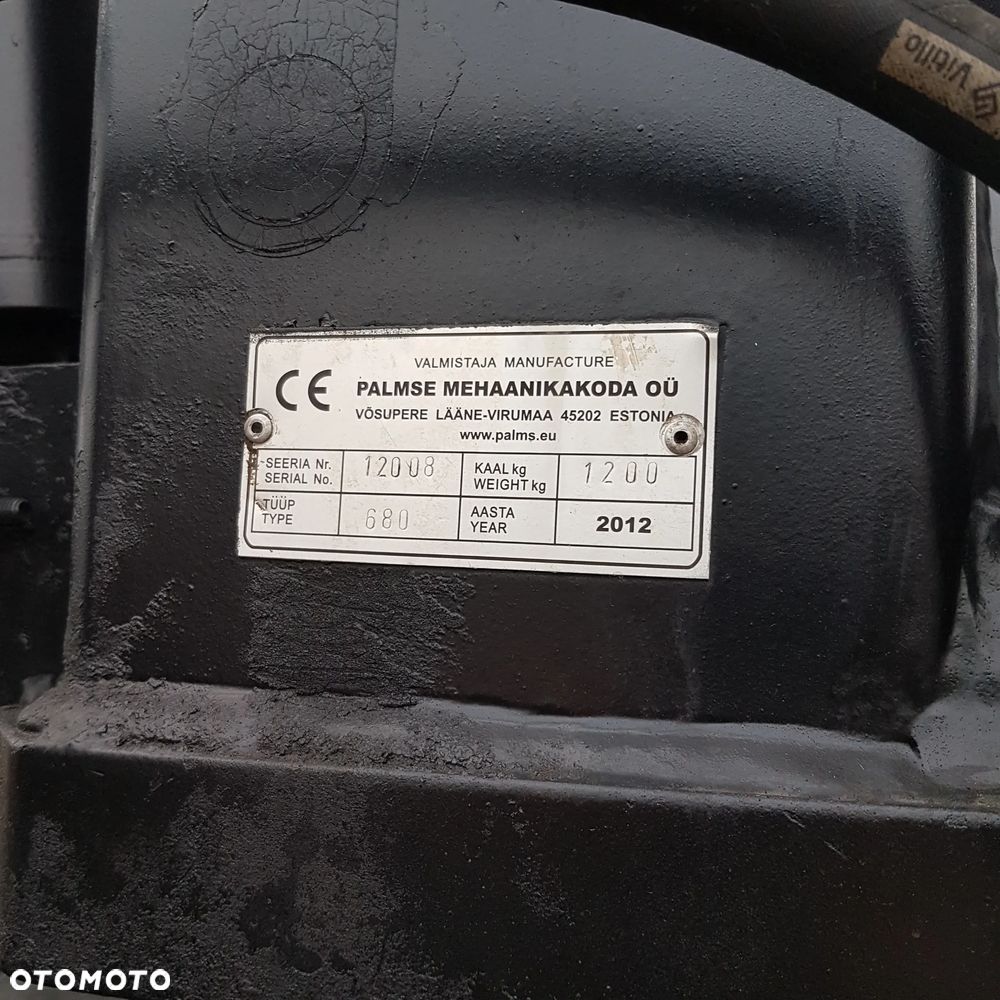 Vitillo
VALMISTAJA MANUFACTURE
CE PALMSE MEHAANIKAKODA OÜ
VÕSUPERE LÄÄNE-VIRUMAA 45202 ESTONIA
www.palms.eu
SEERIA Nr. 12008 KAAL kg 1200
SERIAL No. WEIGHT kg
TÜÜP 680 AASTA 2012
TYPE YEAR
OTOMOTO